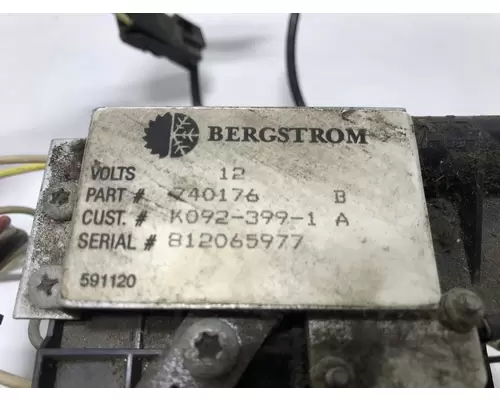 BERGSTROM
VOLTS 12
PART # 740176 B
CUST. # K092-399-1 A
SERIAL # 812065977
591120